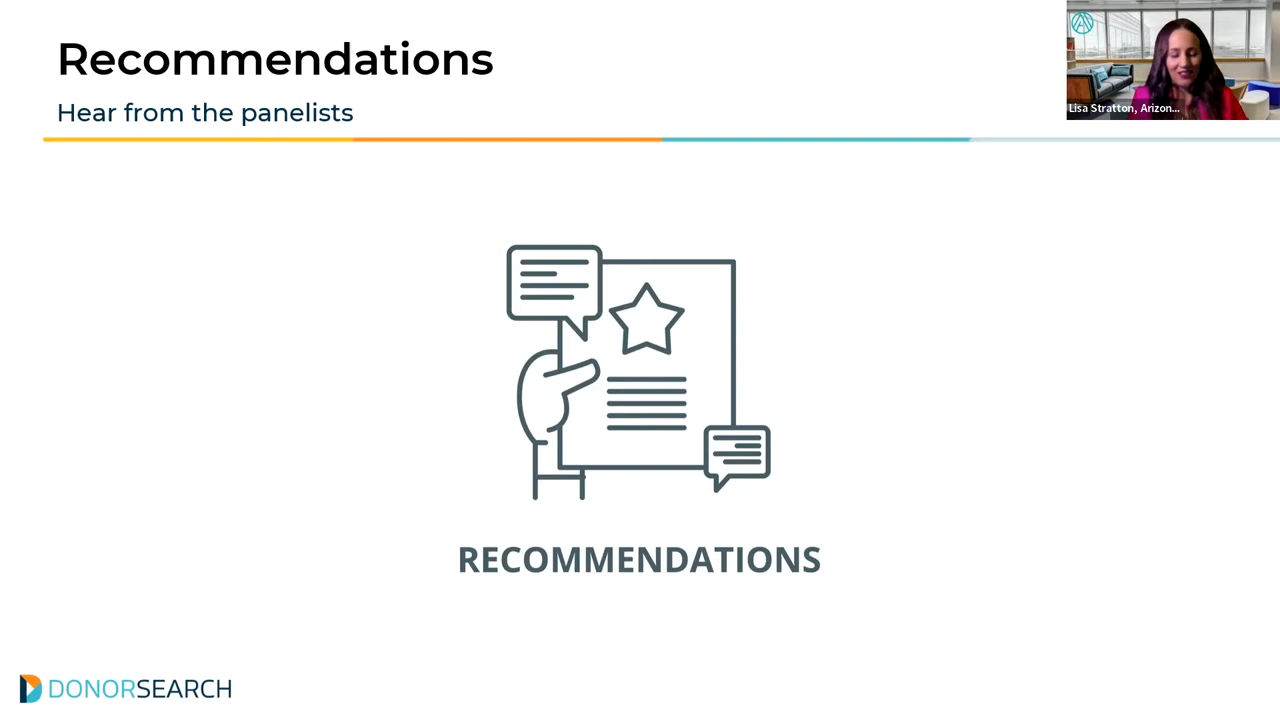 Recommendations
Hear from the panelists
Lisa Stratton, Arizon...
RECOMMENDATIONS
DONORSEARCH